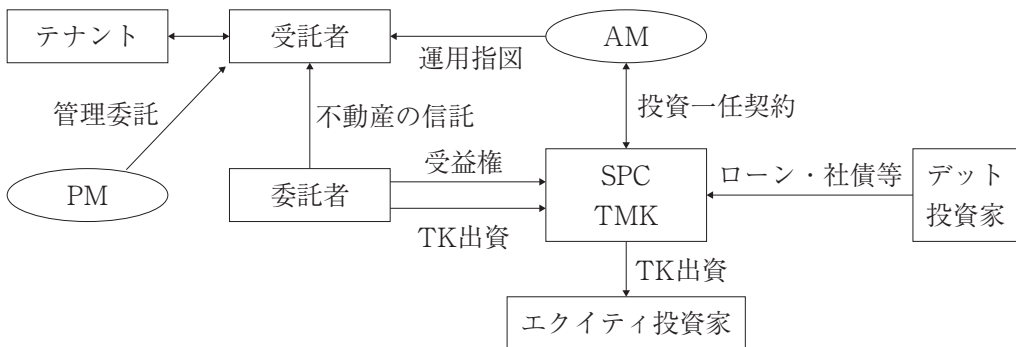 テナント
受託者
AM
運用指図
管理委託
不動産の信託
投資一任契約
受益権
PM
委託者
SPC
TMK
ローン・社債等
デット
投資家
TK出資
TK出資
エクイティ投資家